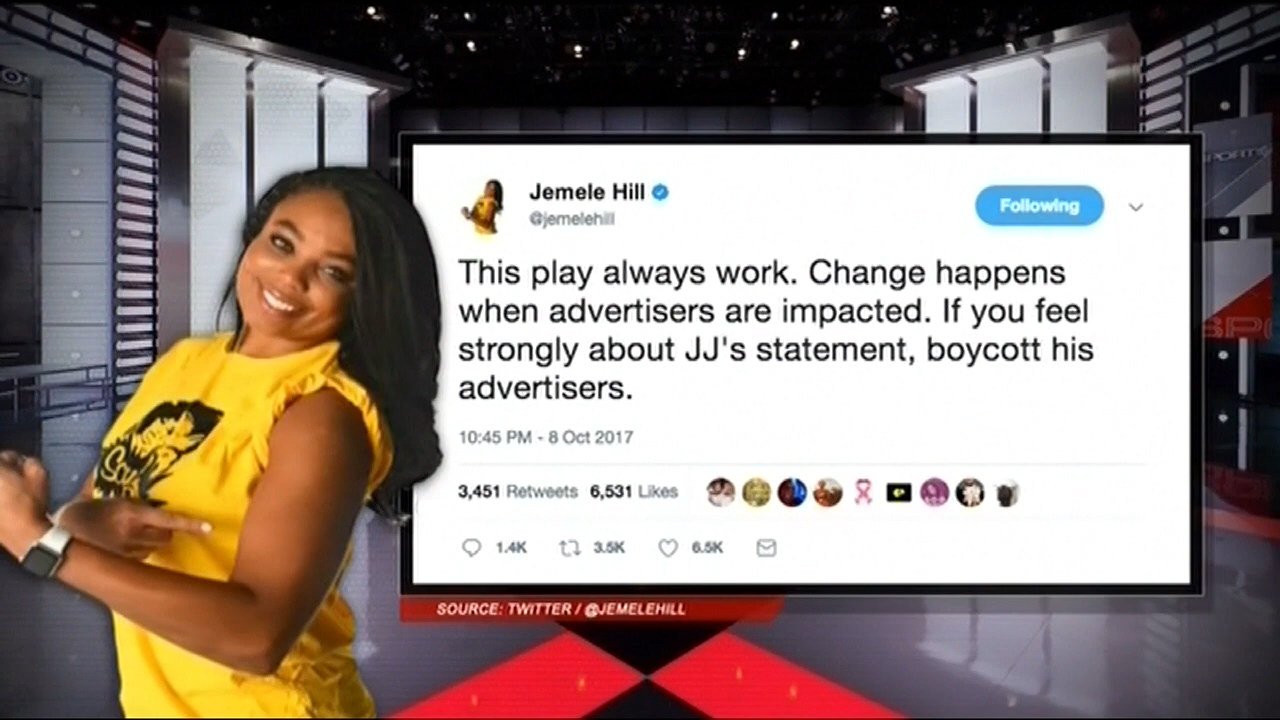 Jemele Hill
@jemelehill
Following
This play always work. Change happens
when advertisers are impacted. If you feel
strongly about JJ's statement, boycott his
advertisers.
10:45 PM - 8 Oct 2017
3,451 Retweets 6,531 Likes
1.4K 3.5K 6.5K
SOURCE: TWITTER / @JEMELEHILL